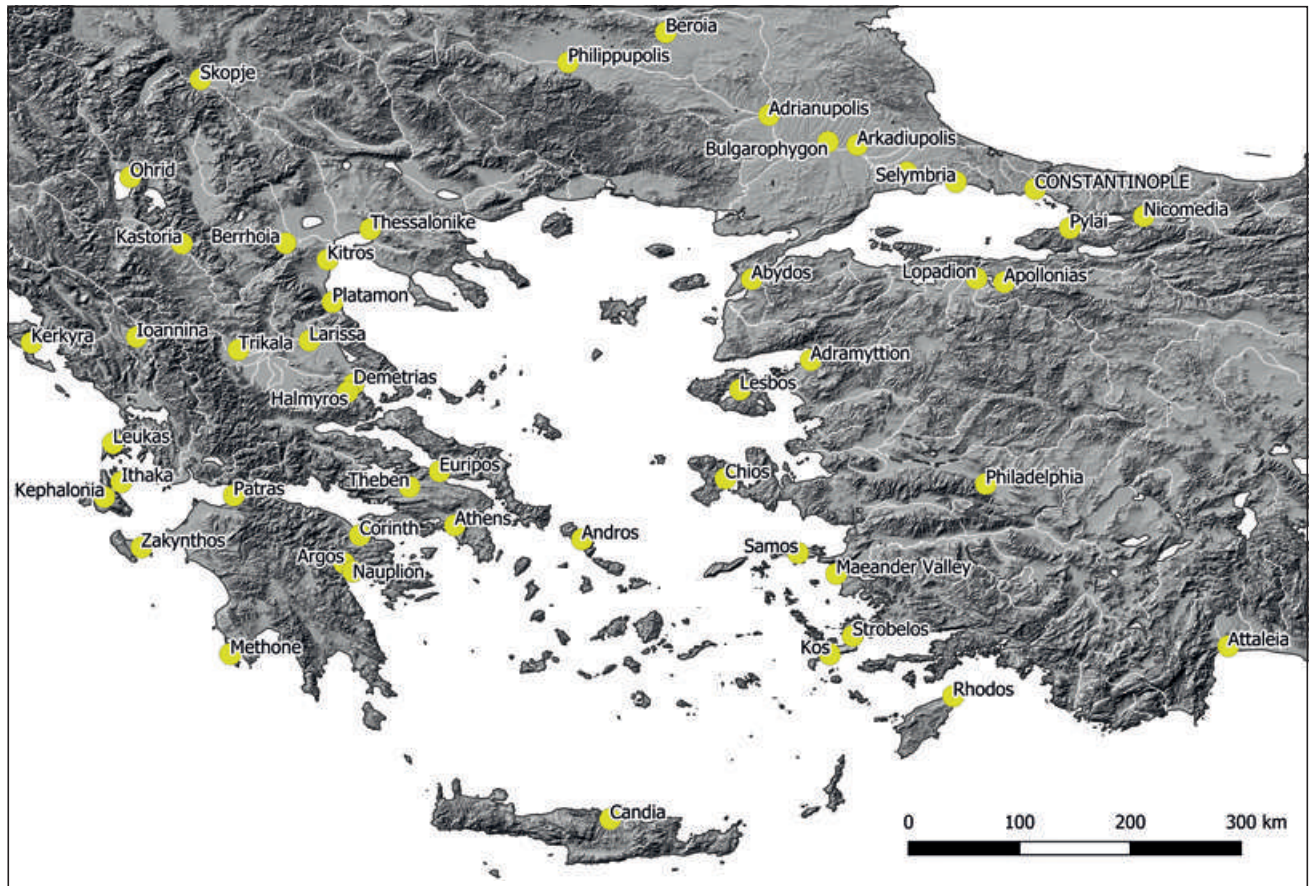 Beroia
Philippupolis
Skopje
Adrianupolis
Bulgarophygon
Arkadiupolis
Ohrid
Selymbria
CONSTANTINOPLE
Nicomedia
Pylai
Thessalonike
Kastoria
Berrhoia
Kitros
Abydos
Lopadion
Apollonias
Platamon
Kerkyra
Ioannina
Trikala
Larissa
Adramyttion
Demetrias
Lesbos
Halmyros
Leukas
Euripos
Chios
Ithaka
Theben
Philadelphia
Kephalonia
Patras
Athens
Corinth
Andros
Zakynthos
Samos
Argos
Nauplion
Maeander Valley
Strobelos
Methone
Kos
Attaleia
Rhodos
Candia
0 100 200 300 km